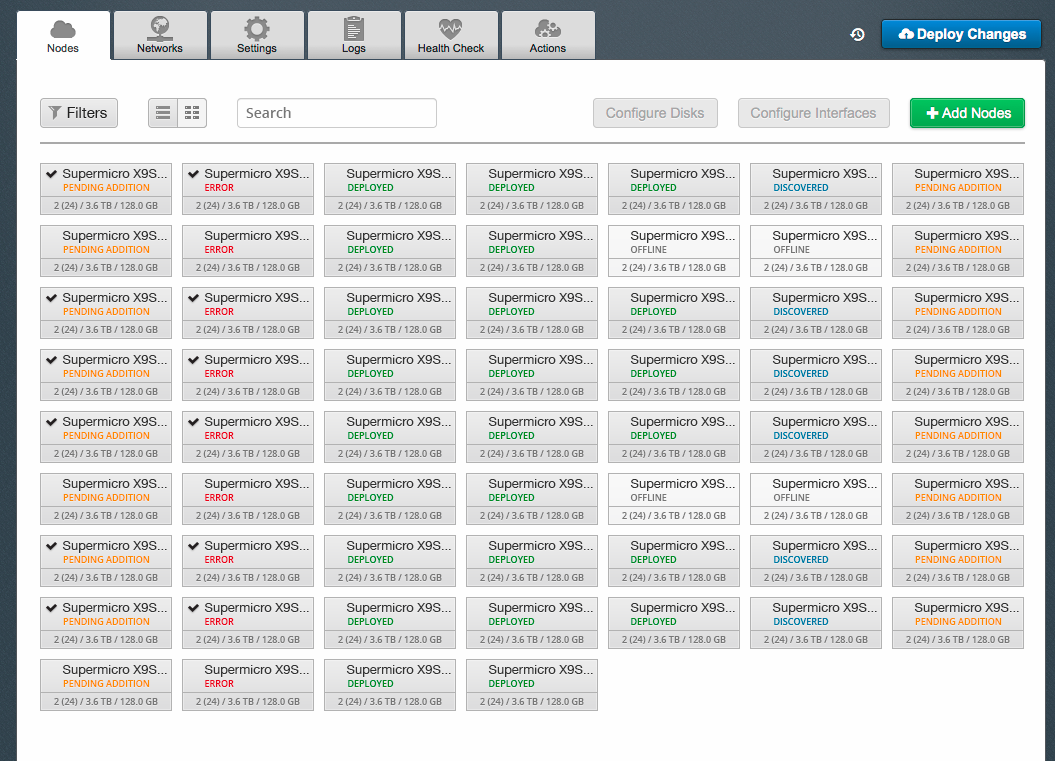 Nodes Networks Settings Logs Health Check Actions Deploy Changes
Filters Search Configure Disks Configure Interfaces Add Nodes
Supermicro X9S... Supermicro X9S... Supermicro X9S... Supermicro X9S... Supermicro X9S... Supermicro X9S... Supermicro X9S...
PENDING ADDITION ERROR DEPLOYED DEPLOYED DEPLOYED DISCOVERED PENDING ADDITION
2 (24) / 3.6 TB / 128.0 GB 2 (24) / 3.6 TB / 128.0 GB 2 (24) / 3.6 TB / 128.0 GB 2 (24) / 3.6 TB / 128.0 GB 2 (24) / 3.6 TB / 128.0 GB 2 (24) / 3.6 TB / 128.0 GB 2 (24) / 3.6 TB / 128.0 GB
Supermicro X9S... Supermicro X9S... Supermicro X9S... Supermicro X9S... Supermicro X9S... Supermicro X9S... Supermicro X9S...
PENDING ADDITION ERROR DEPLOYED DEPLOYED OFFLINE OFFLINE PENDING ADDITION
2 (24) / 3.6 TB / 128.0 GB 2 (24) / 3.6 TB / 128.0 GB 2 (24) / 3.6 TB / 128.0 GB 2 (24) / 3.6 TB / 128.0 GB 2 (24) / 3.6 TB / 128.0 GB 2 (24) / 3.6 TB / 128.0 GB 2 (24) / 3.6 TB / 128.0 GB
Supermicro X9S... Supermicro X9S... Supermicro X9S... Supermicro X9S... Supermicro X9S... Supermicro X9S... Supermicro X9S...
PENDING ADDITION ERROR DEPLOYED DEPLOYED DEPLOYED DISCOVERED PENDING ADDITION
2 (24) / 3.6 TB / 128.0 GB 2 (24) / 3.6 TB / 128.0 GB 2 (24) / 3.6 TB / 128.0 GB 2 (24) / 3.6 TB / 128.0 GB 2 (24) / 3.6 TB / 128.0 GB 2 (24) / 3.6 TB / 128.0 GB 2 (24) / 3.6 TB / 128.0 GB
Supermicro X9S... Supermicro X9S... Supermicro X9S... Supermicro X9S... Supermicro X9S... Supermicro X9S... Supermicro X9S...
PENDING ADDITION ERROR DEPLOYED DEPLOYED DEPLOYED DISCOVERED PENDING ADDITION
2 (24) / 3.6 TB / 128.0 GB 2 (24) / 3.6 TB / 128.0 GB 2 (24) / 3.6 TB / 128.0 GB 2 (24) / 3.6 TB / 128.0 GB 2 (24) / 3.6 TB / 128.0 GB 2 (24) / 3.6 TB / 128.0 GB 2 (24) / 3.6 TB / 128.0 GB
Supermicro X9S... Supermicro X9S... Supermicro X9S... Supermicro X9S... Supermicro X9S... Supermicro X9S... Supermicro X9S...
PENDING ADDITION ERROR DEPLOYED DEPLOYED DEPLOYED DISCOVERED PENDING ADDITION
2 (24) / 3.6 TB / 128.0 GB 2 (24) / 3.6 TB / 128.0 GB 2 (24) / 3.6 TB / 128.0 GB 2 (24) / 3.6 TB / 128.0 GB 2 (24) / 3.6 TB / 128.0 GB 2 (24) / 3.6 TB / 128.0 GB 2 (24) / 3.6 TB / 128.0 GB
Supermicro X9S... Supermicro X9S... Supermicro X9S... Supermicro X9S... Supermicro X9S... Supermicro X9S... Supermicro X9S...
PENDING ADDITION ERROR DEPLOYED DEPLOYED OFFLINE OFFLINE PENDING ADDITION
2 (24) / 3.6 TB / 128.0 GB 2 (24) / 3.6 TB / 128.0 GB 2 (24) / 3.6 TB / 128.0 GB 2 (24) / 3.6 TB / 128.0 GB 2 (24) / 3.6 TB / 128.0 GB 2 (24) / 3.6 TB / 128.0 GB 2 (24) / 3.6 TB / 128.0 GB
Supermicro X9S... Supermicro X9S... Supermicro X9S... Supermicro X9S... Supermicro X9S... Supermicro X9S... Supermicro X9S...
PENDING ADDITION ERROR DEPLOYED DEPLOYED DEPLOYED DISCOVERED PENDING ADDITION
2 (24) / 3.6 TB / 128.0 GB 2 (24) / 3.6 TB / 128.0 GB 2 (24) / 3.6 TB / 128.0 GB 2 (24) / 3.6 TB / 128.0 GB 2 (24) / 3.6 TB / 128.0 GB 2 (24) / 3.6 TB / 128.0 GB 2 (24) / 3.6 TB / 128.0 GB
Supermicro X9S... Supermicro X9S... Supermicro X9S... Supermicro X9S... Supermicro X9S... Supermicro X9S... Supermicro X9S...
PENDING ADDITION ERROR DEPLOYED DEPLOYED DEPLOYED DISCOVERED PENDING ADDITION
2 (24) / 3.6 TB / 128.0 GB 2 (24) / 3.6 TB / 128.0 GB 2 (24) / 3.6 TB / 128.0 GB 2 (24) / 3.6 TB / 128.0 GB 2 (24) / 3.6 TB / 128.0 GB 2 (24) / 3.6 TB / 128.0 GB 2 (24) / 3.6 TB / 128.0 GB
Supermicro X9S... Supermicro X9S... Supermicro X9S... Supermicro X9S...
PENDING ADDITION ERROR DEPLOYED DEPLOYED
2 (24) / 3.6 TB / 128.0 GB 2 (24) / 3.6 TB / 128.0 GB 2 (24) / 3.6 TB / 128.0 GB 2 (24) / 3.6 TB / 128.0 GB